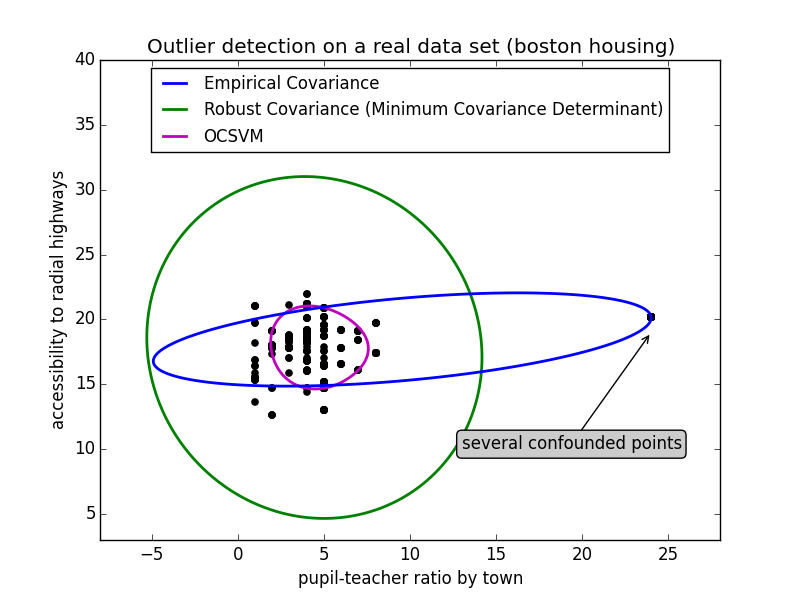 Outlier detection on a real data set (boston housing)
Empirical Covariance
Robust Covariance (Minimum Covariance Determinant)
OCSVM
40
35
30
25
20
15
10
5
accessibility to radial highways
several confounded points
−5 0 5 10 15 20 25
pupil-teacher ratio by town